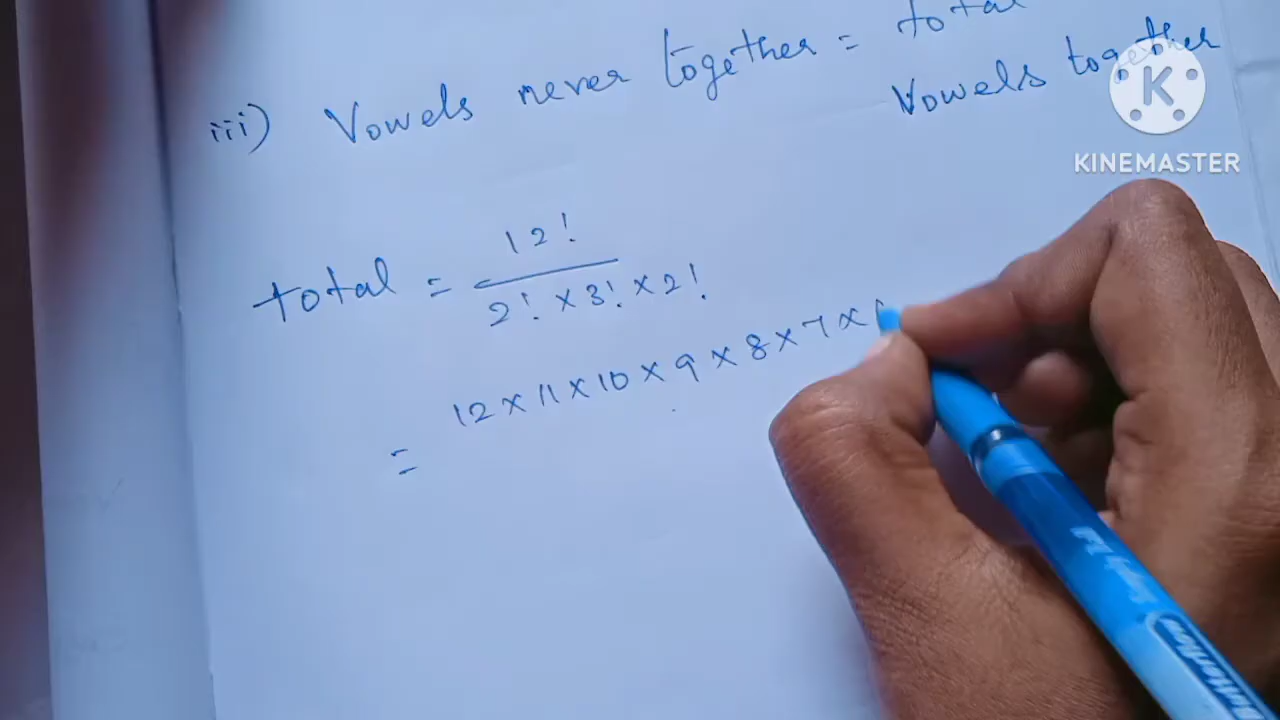 iii) Vowels never together = total
Vowels together
K
KINEMASTER
total = 12! / 2! × 3! × 2!
= 12 × 11 × 10 × 9 × 8 × 7 ×
Butterflow